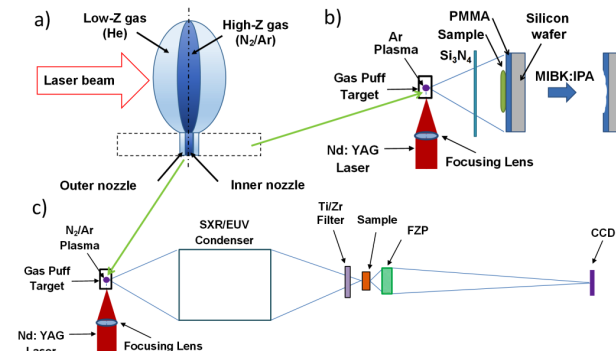 a)
Low-Z gas
(He)
High-Z gas
(N₂/Ar)
Laser beam
Outer nozzle
Inner nozzle
b)
Ar
Plasma
Gas Puff
Target
PMMA
Sample
Si₃N₄
Silicon
wafer
MIBK:IPA
Nd: YAG
Laser
Focusing Lens
c)
N₂/Ar
Plasma
Gas Puff
Target
SXR/EUV
Condenser
Ti/Zr
Filter
Sample
FZP
CCD
Nd: YAG
Laser
Focusing Lens